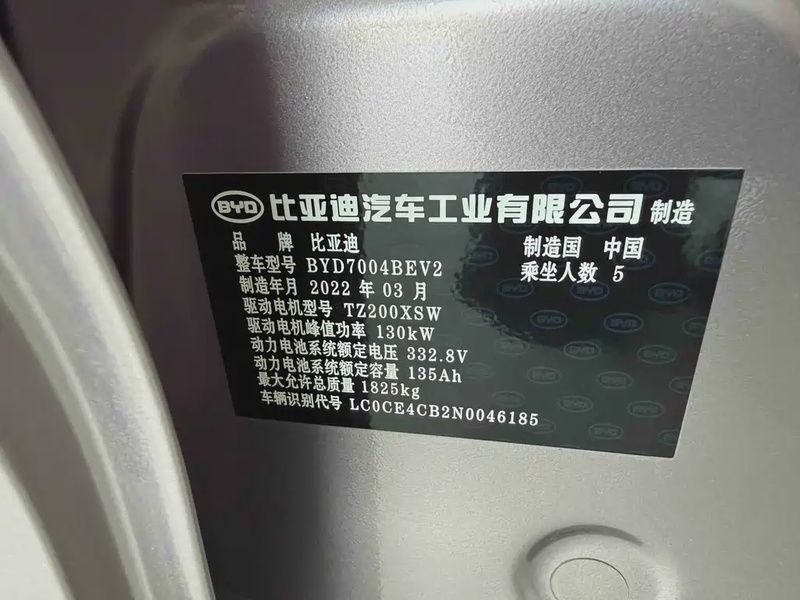 BYD 比亚迪汽车工业有限公司 制造
品 牌 比亚迪 制造国 中国
整车型号 BYD7004BEV2 乘坐人数 5
制造年月 2022 年 03 月
驱动电机型号 TZ200XSW
驱动电机峰值功率 130kW
动力电池系统额定电压 332.8V
动力电池系统额定容量 135Ah
最大允许总质量 1825kg
车辆识别代号 LC0CE4CB2N0046185